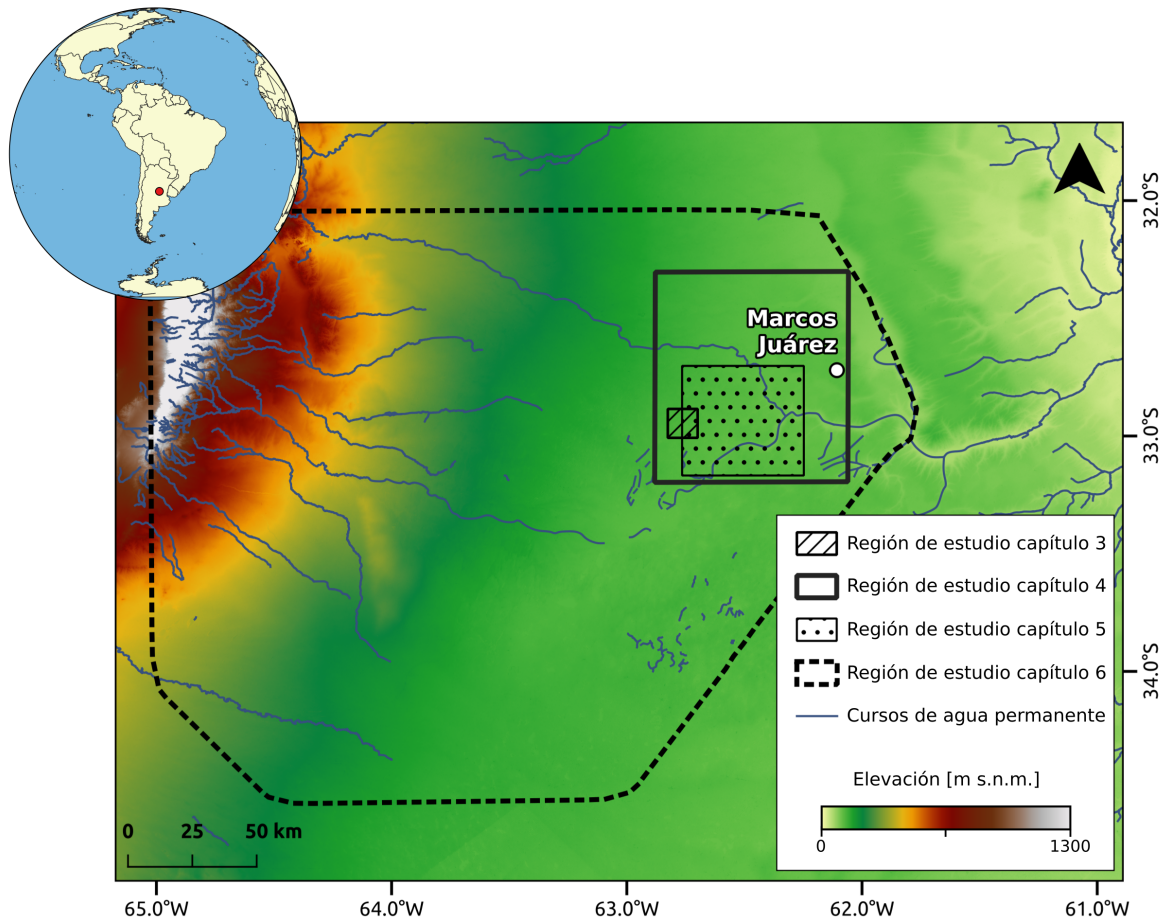 32.0°S
Marcos
Juárez
33.0°S
Región de estudio capítulo 3
Región de estudio capítulo 4
Región de estudio capítulo 5
Región de estudio capítulo 6
Cursos de agua permanente
34.0°S
Elevación [m s.n.m.]
0 1300
0 25 50 km
65.0°W 64.0°W 63.0°W 62.0°W 61.0°W